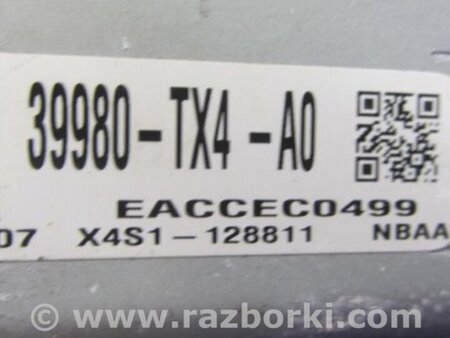 39980-TX4 -A0
EACCEC0499
07 X4S1-128811 NBAA
www.razborki.com